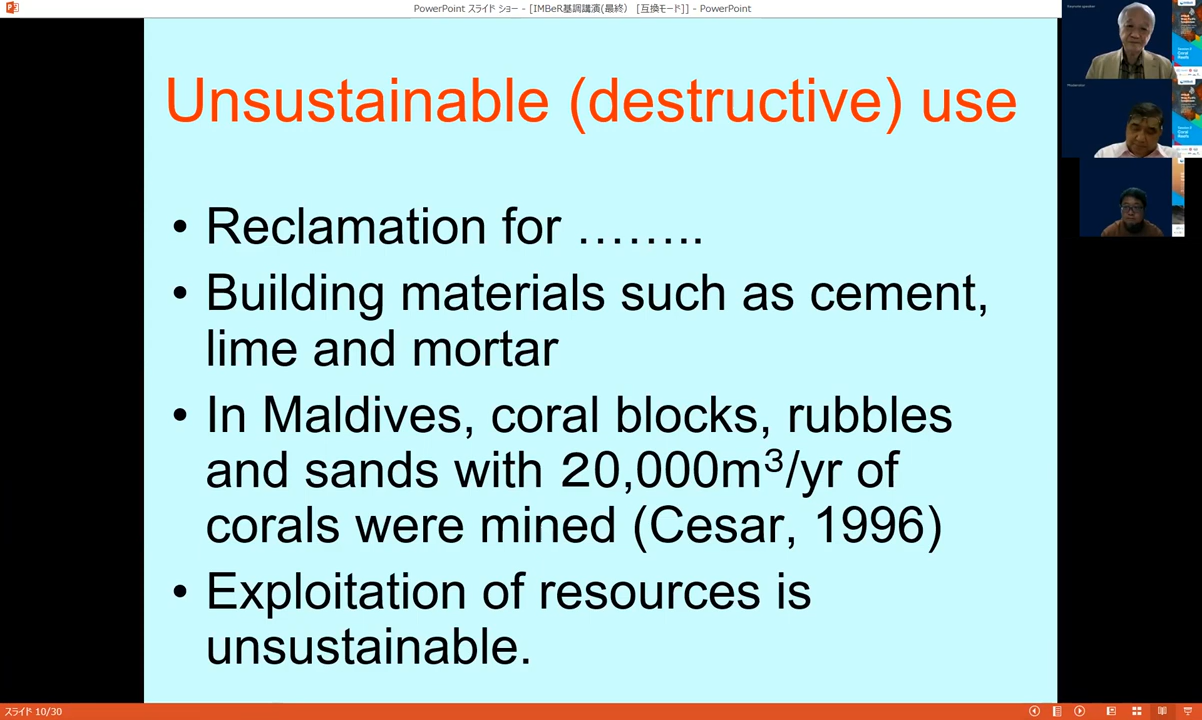 PowerPoint スライド ショー - [IMBeR基調講演(最終） [互換モード]] - PowerPoint
Keynote speaker
Moderator
Unsustainable (destructive) use
• Reclamation for ……..
• Building materials such as cement,
lime and mortar
• In Maldives, coral blocks, rubbles
and sands with 20,000m³/yr of
corals were mined (Cesar, 1996)
• Exploitation of resources is
unsustainable.
スライド 10/30